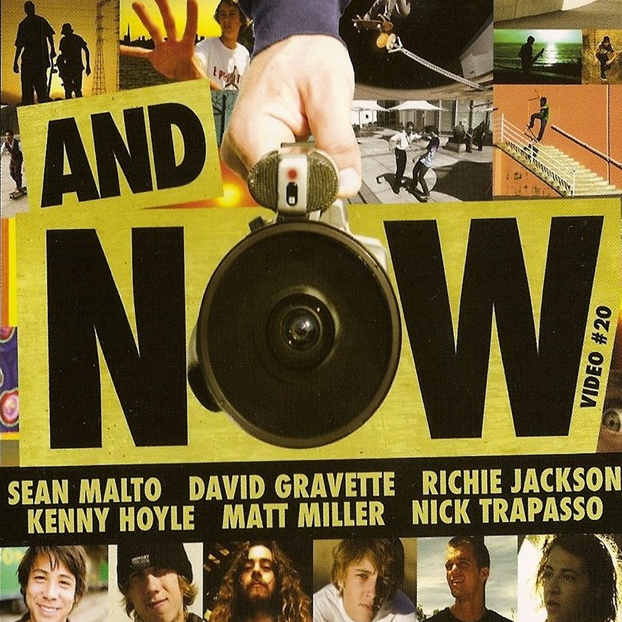 AND
NOW
VIDEO #20
SEAN MALTO DAVID GRAVETTE RICHIE JACKSON
KENNY HOYLE MATT MILLER NICK TRAPASSO